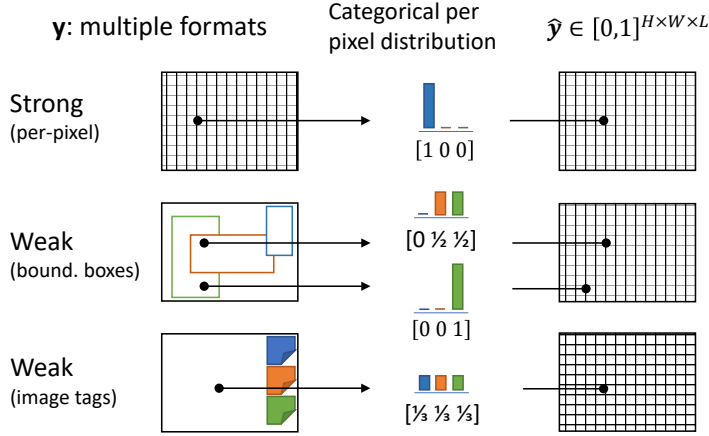 y: multiple formats
Categorical per
pixel distribution
ŷ ∈ [0,1]^{H×W×L}
Strong
(per-pixel)
[1 0 0]
Weak
(bound. boxes)
[0 ½ ½]
[0 0 1]
Weak
(image tags)
[⅓ ⅓ ⅓]